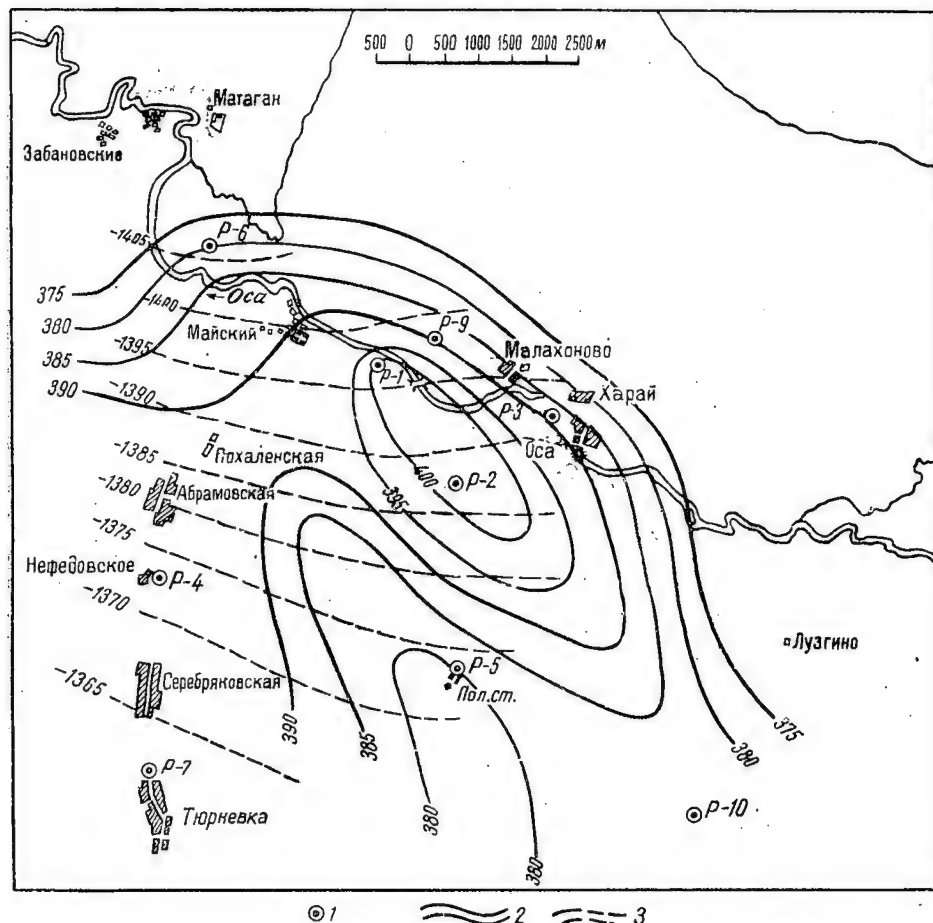 500 0 500 1000 1500 2000 2500 м
Матаган
Забановские
-1405
Р-6
375
380
385
390
-1400
← Оса
-1395
Майский
Р-9
Малахоново
Р-1
Харай
-1390
Р-3
Оса
Похаленская
-1385
400
Р-2
395
-1380
Абрамовская
-1375
Нефедовское
Р-4
-1370
Лузгино
Р-5
Пол.ст.
Серебряковская
-1365
390
385
375
380
Р-7
380
Р-10
Тюрневка
380
1 2 3